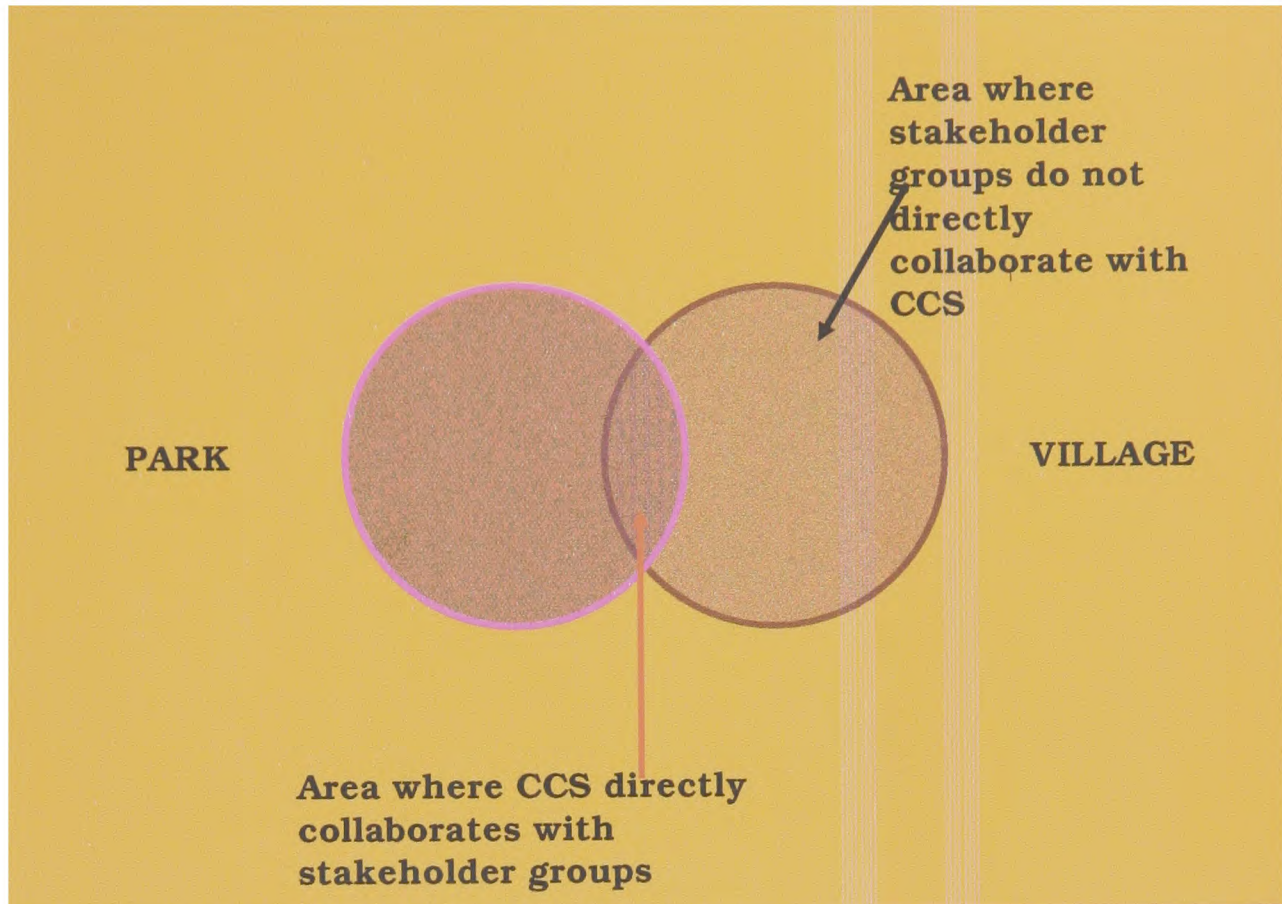 Area where
stakeholder
groups do not
directly
collaborate with
CCS
PARK
VILLAGE
Area where CCS directly
collaborates with
stakeholder groups